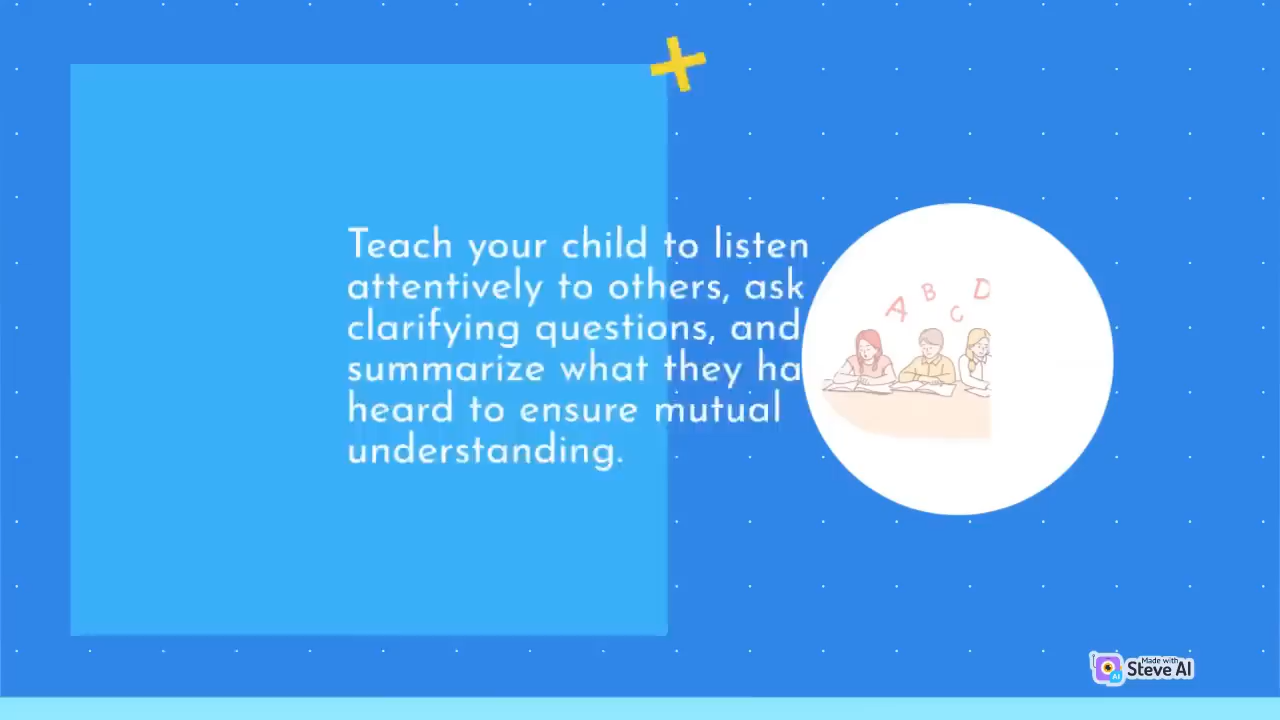 Teach your child to listen
attentively to others, ask
clarifying questions, and
summarize what they ha
heard to ensure mutual
understanding.
A B C D
Made with
Steve AI
AI